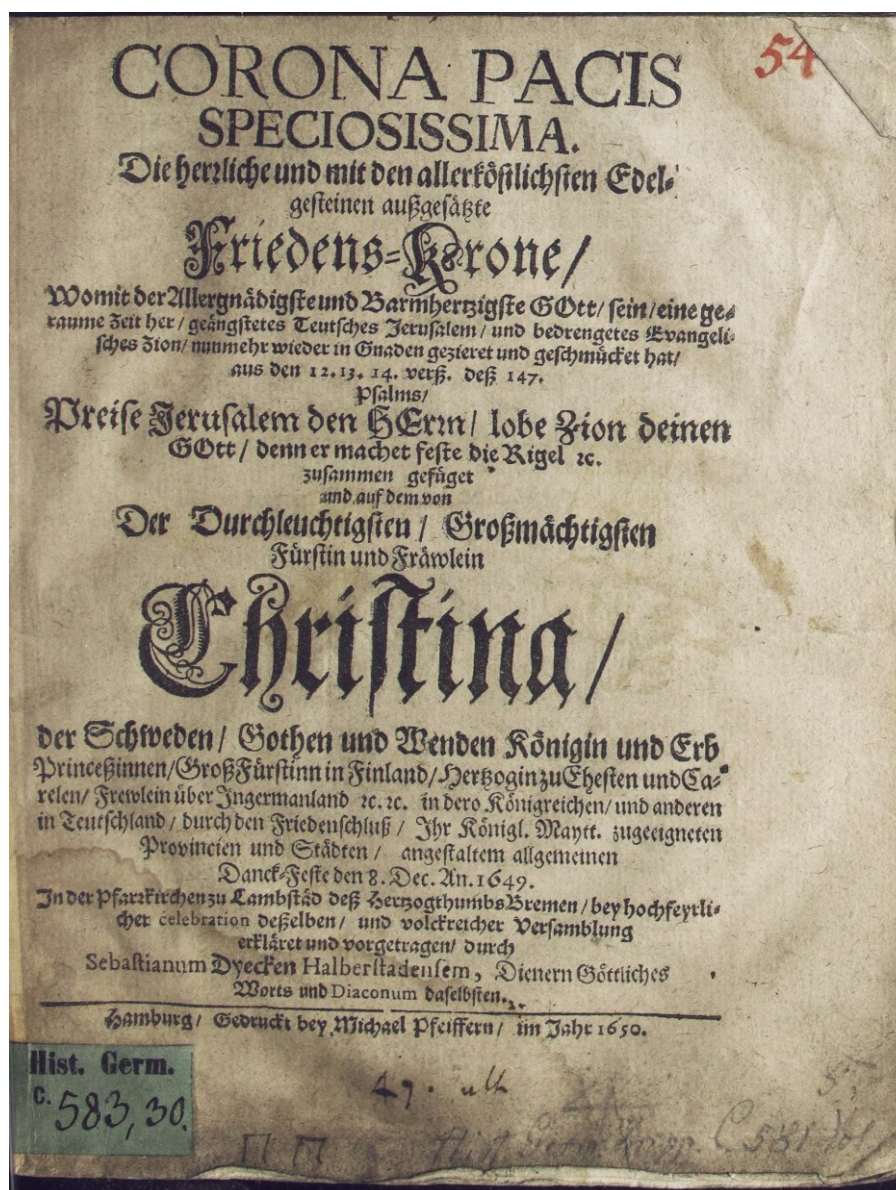 54
CORONA PACIS
SPECIOSISSIMA.
Die herrliche und mit den allerköstlichsten Edel-
gesteinen außgesätzte
Friedens-Krone/
Womit der Allergnädigste und Barmhertzigste GOtt/ sein/ eine ge-
raume Zeit her/ geängstetes Teutsches Jerusalem/ und bedrengetes Evangeli-
sches Zion/ nunmehr wieder in Gnaden gezieret und geschmücket hat/
aus den 12. 13. 14. verß. deß 147.
Psalms/
Preise Jerusalem den HErrn/ lobe Zion deinen
GOtt/ denn er machet feste die Rigel ꝛc.
zusammen gefüget
und auf dem von
Der Durchleuchtigsten/ Großmächtigsten
Fürstin und Fräwlein
Christina/
der Schweden/ Gothen und Wenden Königin und Erb
Princeßinnen/ GroßFürstinn in Finland/ Hertzogin zu Ehesten und Ca-
relen/ Frewlein über Ingermanland ꝛc. ꝛc. in dero Königreichen/ und anderen
in Teutschland/ durch den Friedenschluß/ Ihr Königl. Maytt. zugeeigneten
Provincien und Städten/ angestaltem allgemeinen
Danck-Feste den 8. Dec. An. 1649.
In der Pfarrkirchen zu Lambstäd deß Hertzogthumbs Bremen/ bey hochfeyrli-
cher celebration deßelben/ und volckreicher Versamblung
erkläret und vorgetragen/ durch
Sebastianum Dyecken Halberstadensem, Dienern Göttliches
Worts und Diaconum daselbsten.
Hamburg/ Gedruckt bey Michael Pfeiffern/ im Jahr 1650.
Hist. Germ.
C. 583, 30.